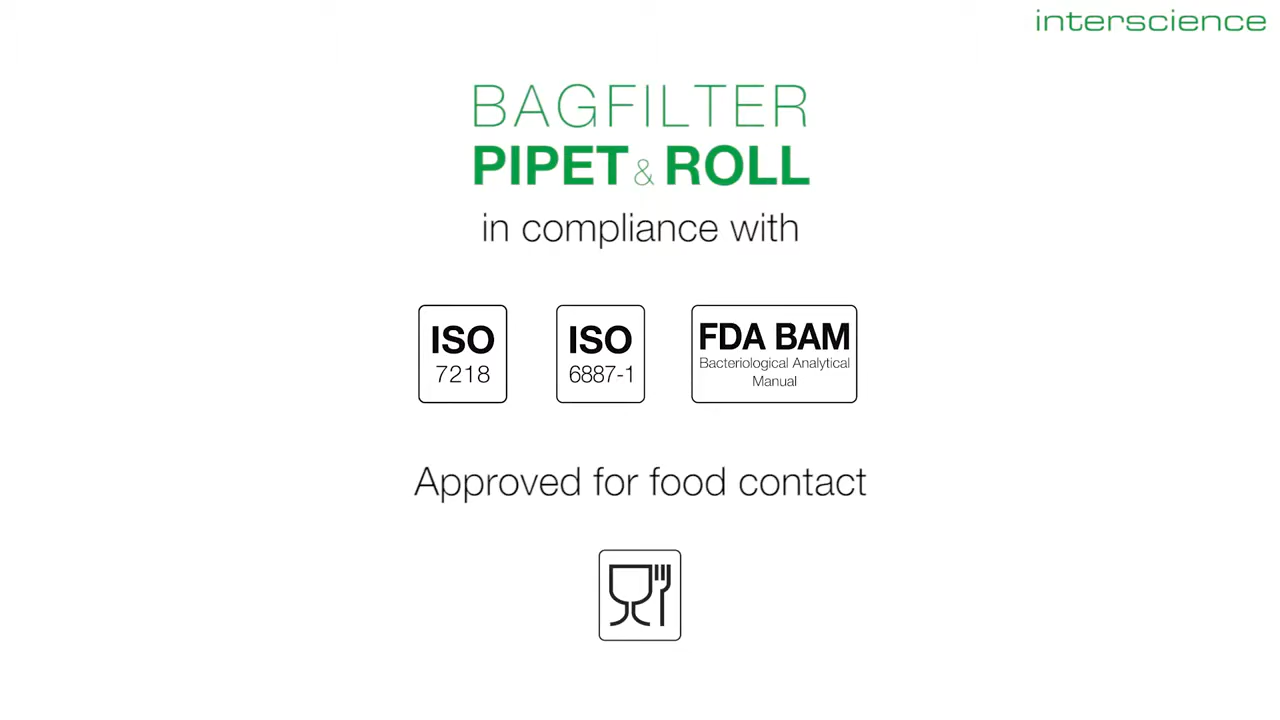 interscience
BAGFILTER
PIPET & ROLL
in compliance with
ISO
7218
ISO
6887-1
FDA BAM
Bacteriological Analytical
Manual
Approved for food contact